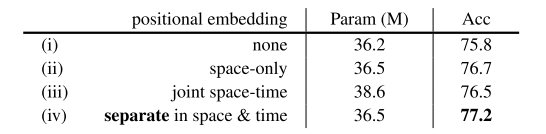 positional embedding Param (M) Acc
(i) none 36.2 75.8
(ii) space-only 36.5 76.7
(iii) joint space-time 38.6 76.5
(iv) separate in space & time 36.5 77.2